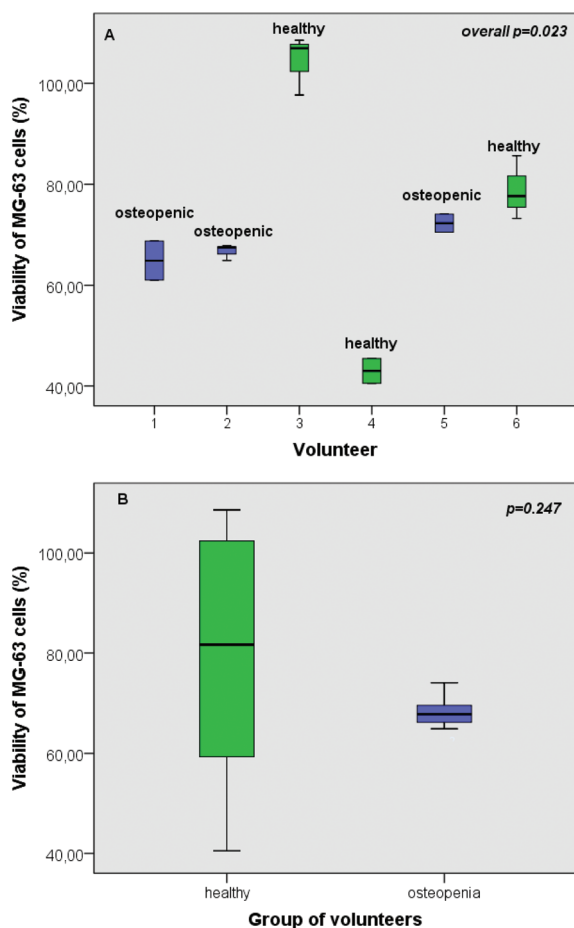 A
healthy
overall p=0.023
100,00
80,00
60,00
40,00
Viability of MG-63 cells (%)
osteopenic
osteopenic
healthy
osteopenic
healthy
1 2 3 4 5 6
Volunteer
B
p=0.247
100,00
80,00
60,00
40,00
Viability of MG-63 cells (%)
healthy osteopenia
Group of volunteers